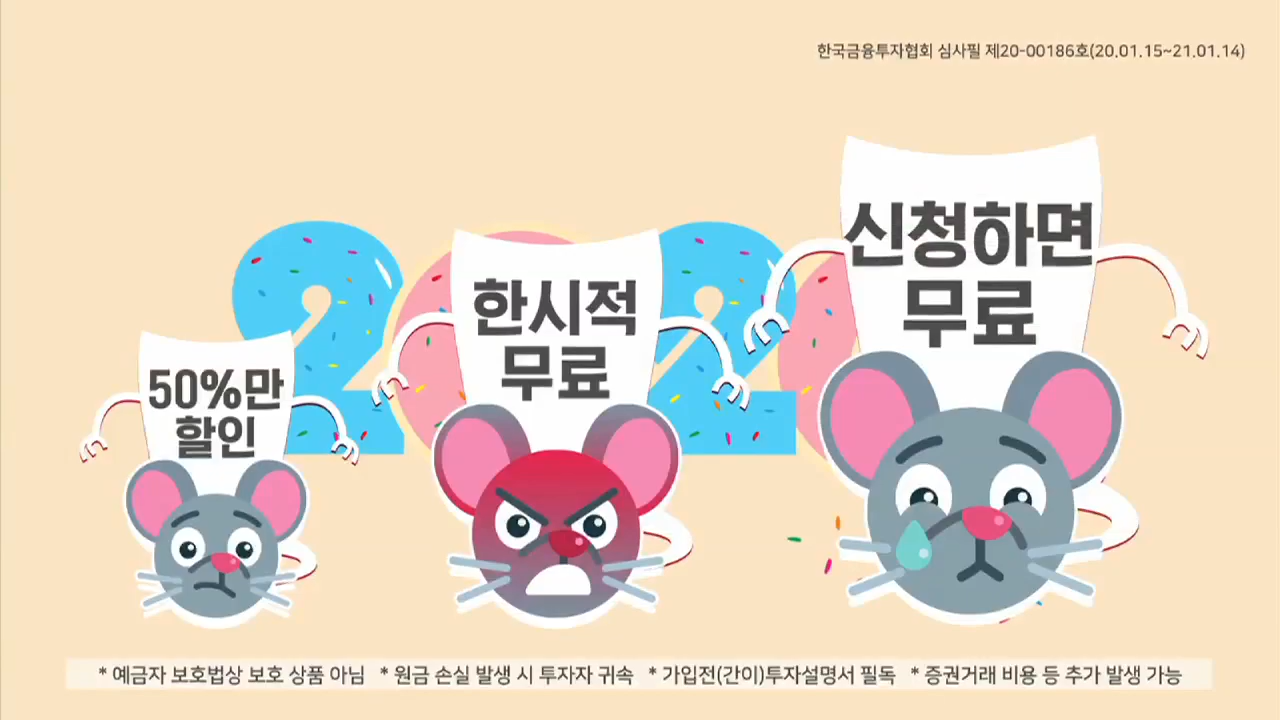 한국금융투자협회 심사필 제20-00186호(20.01.15~21.01.14)
2020
50%만
할인
한시적
무료
신청하면
무료
* 예금자 보호법상 보호 상품 아님 * 원금 손실 발생 시 투자자 귀속 * 가입전(간이)투자설명서 필독 * 증권거래 비용 등 추가 발생 가능